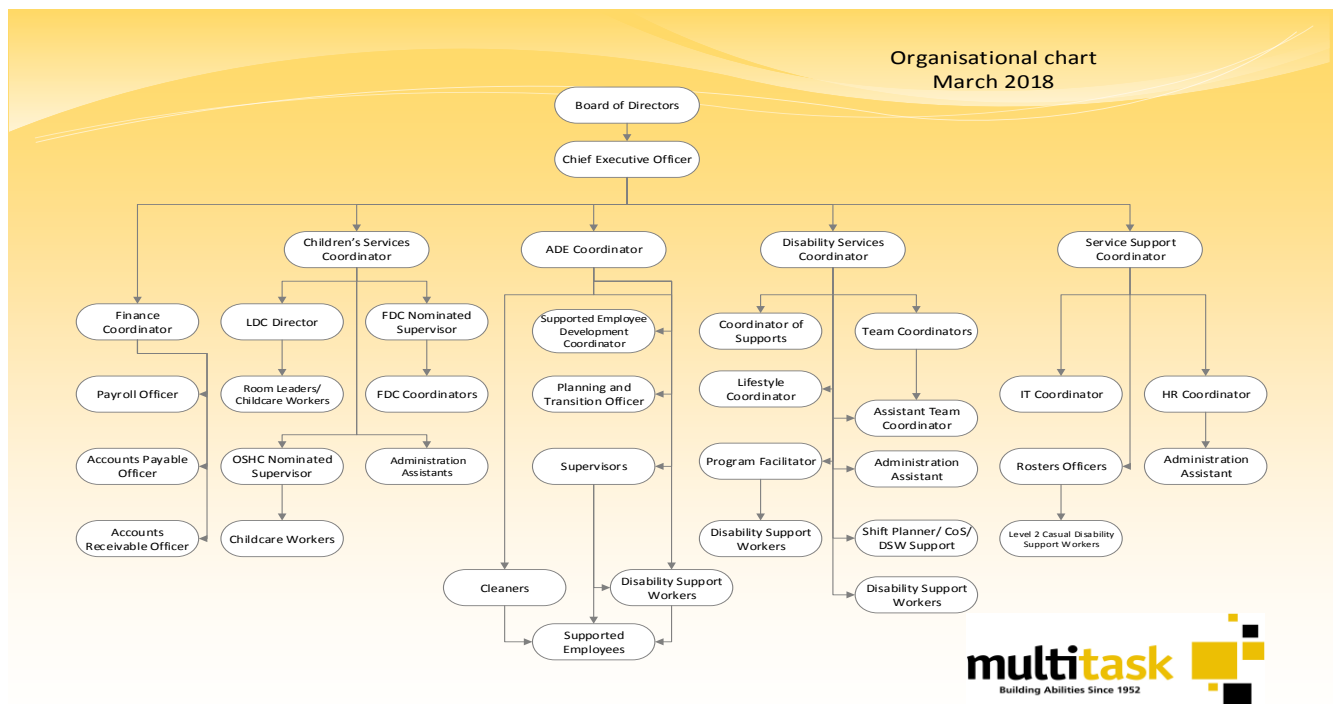 Organisational chart
March 2018
Board of Directors
Chief Executive Officer
Children's Services
Coordinator
ADE Coordinator
Disability Services
Coordinator
Service Support
Coordinator
Finance
Coordinator
LDC Director
FDC Nominated
Supervisor
Supported Employee
Development
Coordinator
Coordinator of
Supports
Team Coordinators
Payroll Officer
Room Leaders/
Childcare Workers
FDC Coordinators
Planning and
Transition Officer
Lifestyle
Coordinator
Assistant Team
Coordinator
IT Coordinator
HR Coordinator
Accounts Payable
Officer
OSHC Nominated
Supervisor
Administration
Assistants
Supervisors
Program Facilitator
Administration
Assistant
Rosters Officers
Administration
Assistant
Accounts
Receivable Officer
Childcare Workers
Disability Support
Workers
Shift Planner/ CoS/
DSW Support
Level 2 Casual Disability
Support Workers
Cleaners
Disability Support
Workers
Disability Support
Workers
Supported
Employees
multitask
Building Abilities Since 1952